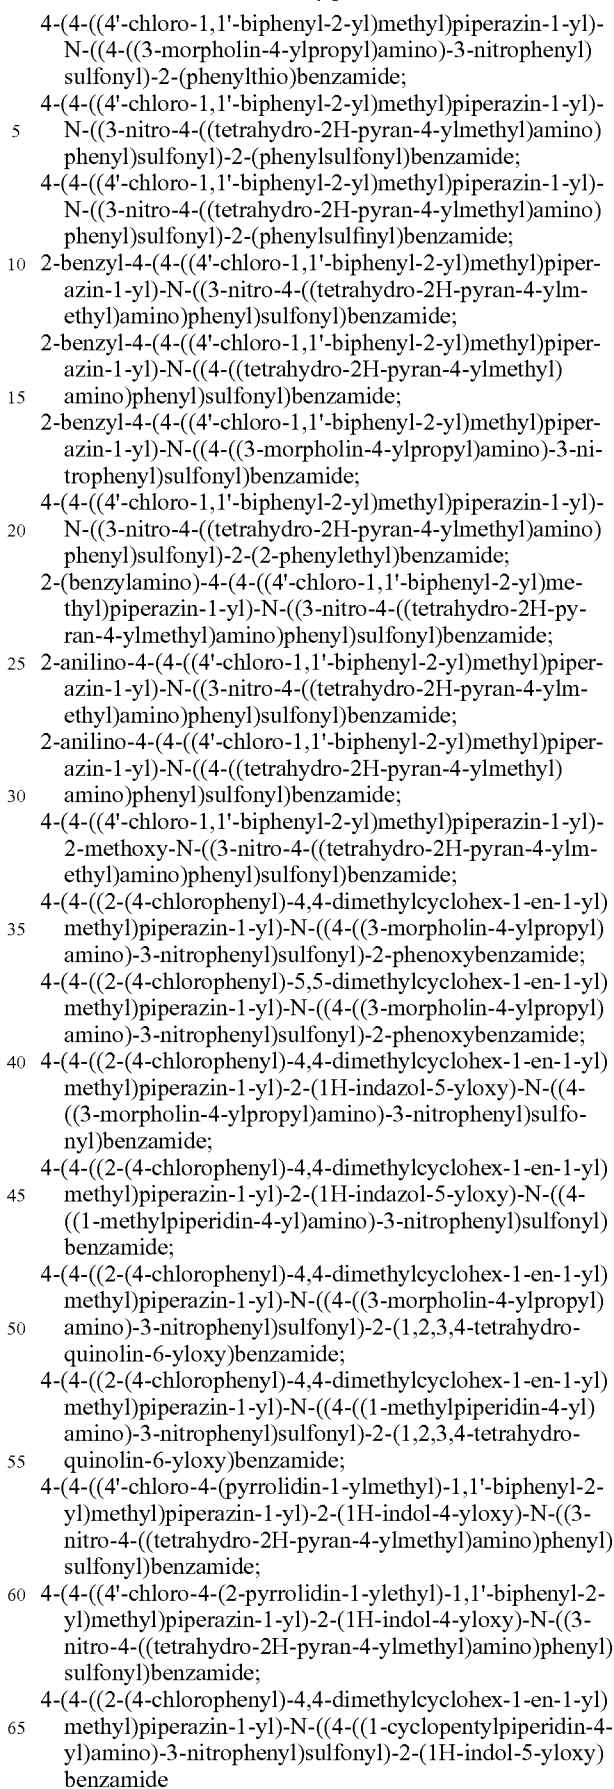 4-(4-((4'-chloro-1,1'-biphenyl-2-yl)methyl)piperazin-1-yl)-
N-((4-((3-morpholin-4-ylpropyl)amino)-3-nitrophenyl)
sulfonyl)-2-(phenylthio)benzamide;
4-(4-((4'-chloro-1,1'-biphenyl-2-yl)methyl)piperazin-1-yl)-
5 N-((3-nitro-4-((tetrahydro-2H-pyran-4-ylmethyl)amino)
phenyl)sulfonyl)-2-(phenylsulfonyl)benzamide;
4-(4-((4'-chloro-1,1'-biphenyl-2-yl)methyl)piperazin-1-yl)-
N-((3-nitro-4-((tetrahydro-2H-pyran-4-ylmethyl)amino)
phenyl)sulfonyl)-2-(phenylsulfinyl)benzamide;
10 2-benzyl-4-(4-((4'-chloro-1,1'-biphenyl-2-yl)methyl)piper-
azin-1-yl)-N-((3-nitro-4-((tetrahydro-2H-pyran-4-ylm-
ethyl)amino)phenyl)sulfonyl)benzamide;
2-benzyl-4-(4-((4'-chloro-1,1'-biphenyl-2-yl)methyl)piper-
azin-1-yl)-N-((4-((tetrahydro-2H-pyran-4-ylmethyl)
15 amino)phenyl)sulfonyl)benzamide;
2-benzyl-4-(4-((4'-chloro-1,1'-biphenyl-2-yl)methyl)piper-
azin-1-yl)-N-((4-((3-morpholin-4-ylpropyl)amino)-3-ni-
trophenyl)sulfonyl)benzamide;
4-(4-((4'-chloro-1,1'-biphenyl-2-yl)methyl)piperazin-1-yl)-
20 N-((3-nitro-4-((tetrahydro-2H-pyran-4-ylmethyl)amino)
phenyl)sulfonyl)-2-(2-phenylethyl)benzamide;
2-(benzylamino)-4-(4-((4'-chloro-1,1'-biphenyl-2-yl)me-
thyl)piperazin-1-yl)-N-((3-nitro-4-((tetrahydro-2H-py-
ran-4-ylmethyl)amino)phenyl)sulfonyl)benzamide;
25 2-anilino-4-(4-((4'-chloro-1,1'-biphenyl-2-yl)methyl)piper-
azin-1-yl)-N-((3-nitro-4-((tetrahydro-2H-pyran-4-ylm-
ethyl)amino)phenyl)sulfonyl)benzamide;
2-anilino-4-(4-((4'-chloro-1,1'-biphenyl-2-yl)methyl)piper-
azin-1-yl)-N-((4-((tetrahydro-2H-pyran-4-ylmethyl)
30 amino)phenyl)sulfonyl)benzamide;
4-(4-((4'-chloro-1,1'-biphenyl-2-yl)methyl)piperazin-1-yl)-
2-methoxy-N-((3-nitro-4-((tetrahydro-2H-pyran-4-ylm-
ethyl)amino)phenyl)sulfonyl)benzamide;
4-(4-((2-(4-chlorophenyl)-4,4-dimethylcyclohex-1-en-1-yl)
35 methyl)piperazin-1-yl)-N-((4-((3-morpholin-4-ylpropyl)
amino)-3-nitrophenyl)sulfonyl)-2-phenoxybenzamide;
4-(4-((2-(4-chlorophenyl)-5,5-dimethylcyclohex-1-en-1-yl)
methyl)piperazin-1-yl)-N-((4-((3-morpholin-4-ylpropyl)
amino)-3-nitrophenyl)sulfonyl)-2-phenoxybenzamide;
40 4-(4-((2-(4-chlorophenyl)-4,4-dimethylcyclohex-1-en-1-yl)
methyl)piperazin-1-yl)-2-(1H-indazol-5-yloxy)-N-((4-
((3-morpholin-4-ylpropyl)amino)-3-nitrophenyl)sulfo-
nyl)benzamide;
4-(4-((2-(4-chlorophenyl)-4,4-dimethylcyclohex-1-en-1-yl)
45 methyl)piperazin-1-yl)-2-(1H-indazol-5-yloxy)-N-((4-
((1-methylpiperidin-4-yl)amino)-3-nitrophenyl)sulfonyl)
benzamide;
4-(4-((2-(4-chlorophenyl)-4,4-dimethylcyclohex-1-en-1-yl)
methyl)piperazin-1-yl)-N-((4-((3-morpholin-4-ylpropyl)
50 amino)-3-nitrophenyl)sulfonyl)-2-(1,2,3,4-tetrahydro-
quinolin-6-yloxy)benzamide;
4-(4-((2-(4-chlorophenyl)-4,4-dimethylcyclohex-1-en-1-yl)
methyl)piperazin-1-yl)-N-((4-((1-methylpiperidin-4-yl)
amino)-3-nitrophenyl)sulfonyl)-2-(1,2,3,4-tetrahydro-
55 quinolin-6-yloxy)benzamide;
4-(4-((4'-chloro-4-(pyrrolidin-1-ylmethyl)-1,1'-biphenyl-2-
yl)methyl)piperazin-1-yl)-2-(1H-indol-4-yloxy)-N-((3-
nitro-4-((tetrahydro-2H-pyran-4-ylmethyl)amino)phenyl)
sulfonyl)benzamide;
60 4-(4-((4'-chloro-4-(2-pyrrolidin-1-ylethyl)-1,1'-biphenyl-2-
yl)methyl)piperazin-1-yl)-2-(1H-indol-4-yloxy)-N-((3-
nitro-4-((tetrahydro-2H-pyran-4-ylmethyl)amino)phenyl)
sulfonyl)benzamide;
4-(4-((2-(4-chlorophenyl)-4,4-dimethylcyclohex-1-en-1-yl)
65 methyl)piperazin-1-yl)-N-((4-((1-cyclopentylpiperidin-4-
yl)amino)-3-nitrophenyl)sulfonyl)-2-(1H-indol-5-yloxy)
benzamide